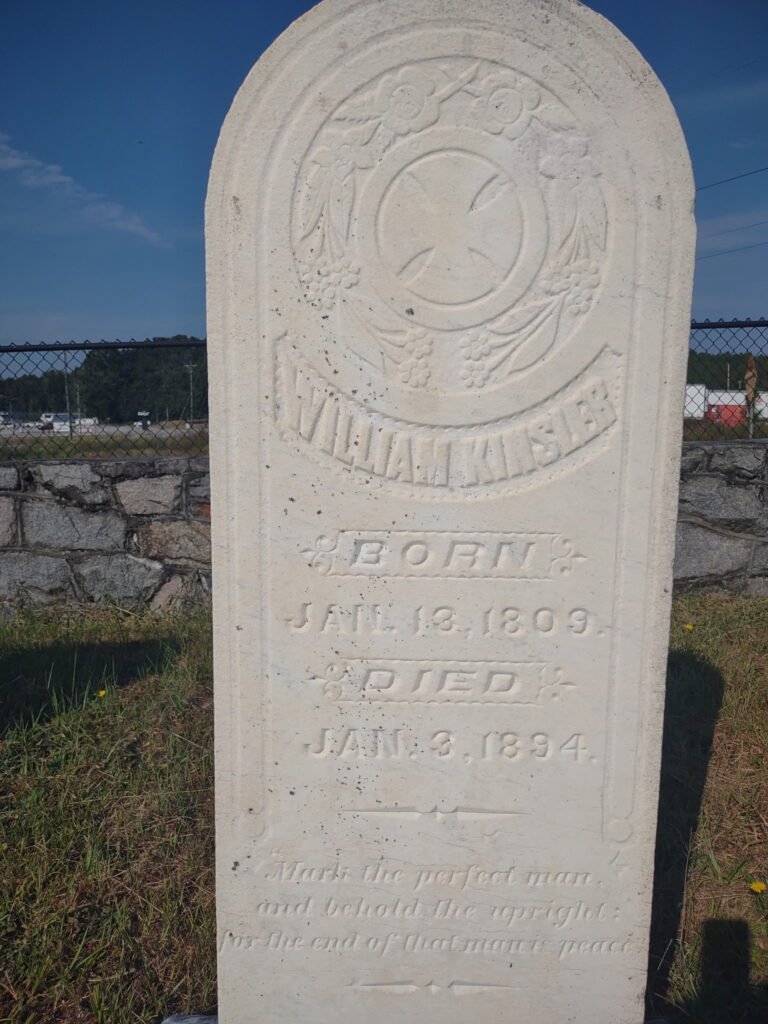 WILLIAM KINSLER
BORN
JAN. 13, 1809.
DIED
JAN. 3, 1894.
Mark the perfect man,
and behold the upright:
for the end of that man is peace